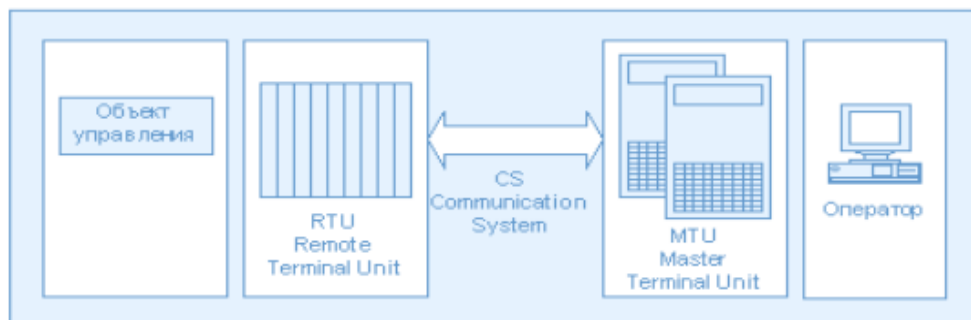 Объект
управления
RTU
Remote
Terminal Unit
CS
Communication
System
MTU
Master
Terminal Unit
Оператор